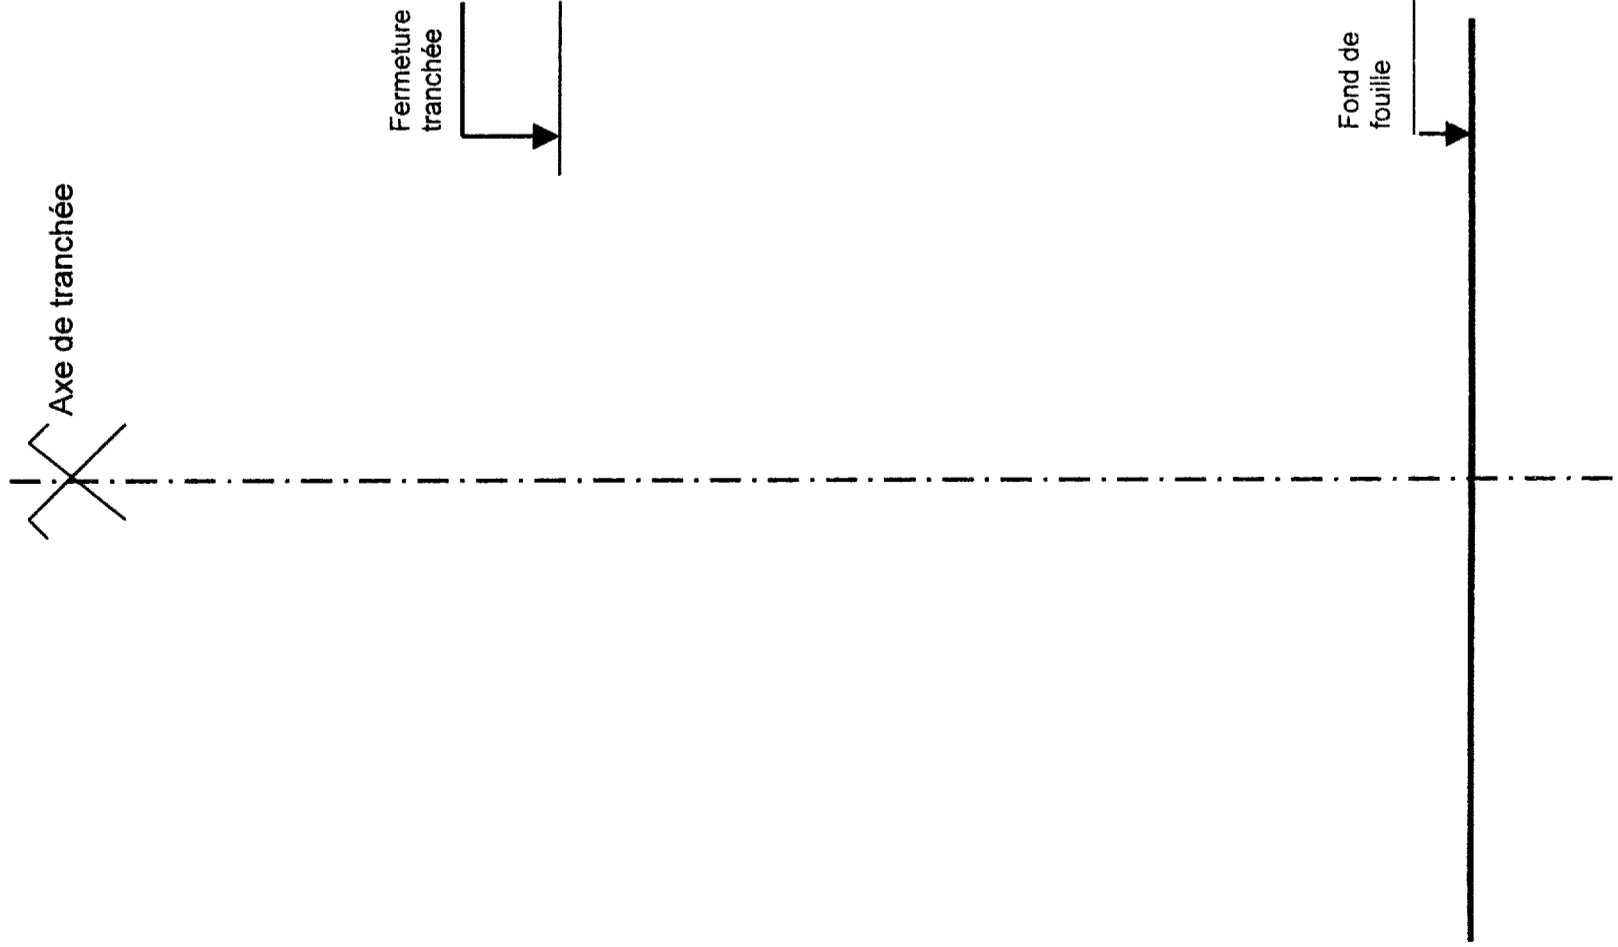 Axe de tranchée
Fermeture
tranchée
Fond de
fouille